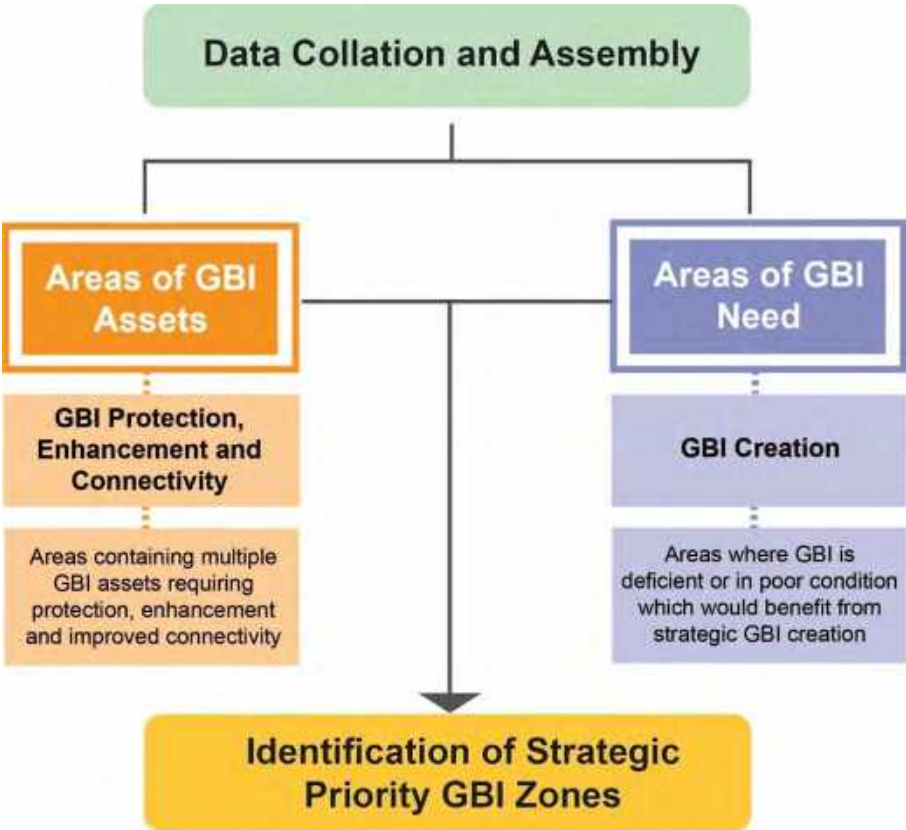 Data Collation and Assembly
Areas of GBI
Assets
Areas of GBI
Need
GBI Protection,
Enhancement and
Connectivity
GBI Creation
Areas containing multiple
GBI assets requiring
protection, enhancement
and improved connectivity
Areas where GBI is
deficient or in poor condition
which would benefit from
strategic GBI creation
Identification of Strategic
Priority GBI Zones